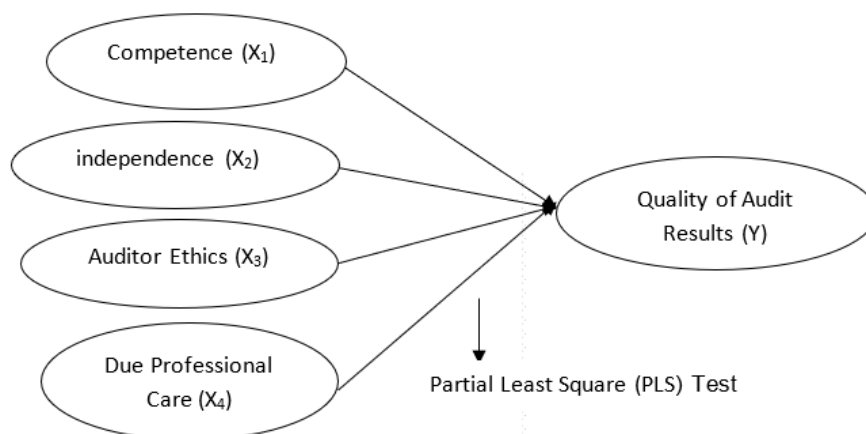 Competence (X₁)
independence (X₂)
Auditor Ethics (X₃)
Due Professional
Care (X₄)
Quality of Audit
Results (Y)
Partial Least Square (PLS) Test